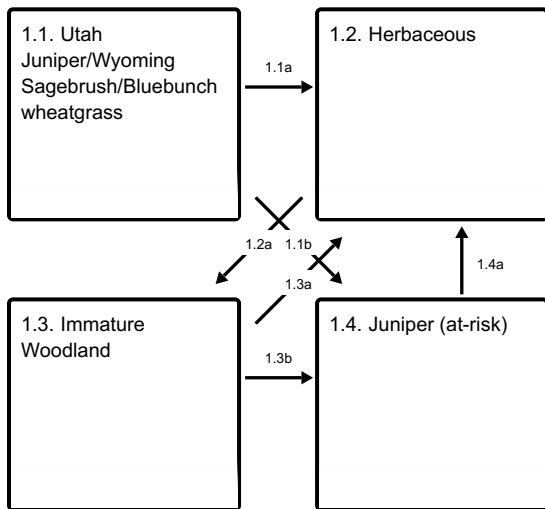 1.1. Utah
Juniper/Wyoming
Sagebrush/Bluebunch
wheatgrass
1.1a
1.2. Herbaceous
1.2a
1.1b
1.3a
1.4a
1.3. Immature
Woodland
1.3b
1.4. Juniper (at-risk)